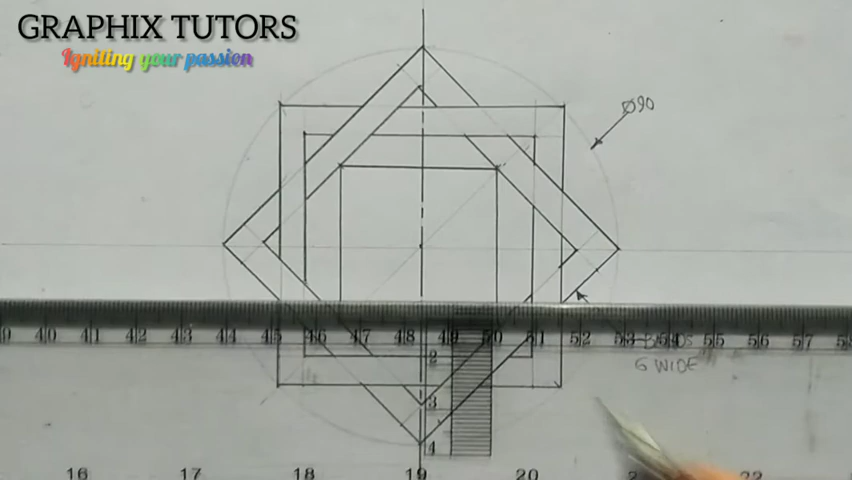 GRAPHIX TUTORS
Igniting your passion
Ø90
40 41 42 43 44 45 46 47 48 49 50 51 52 53 54 55 56 57
6 WIDE
2
3
4
16 17 18 19 20 22